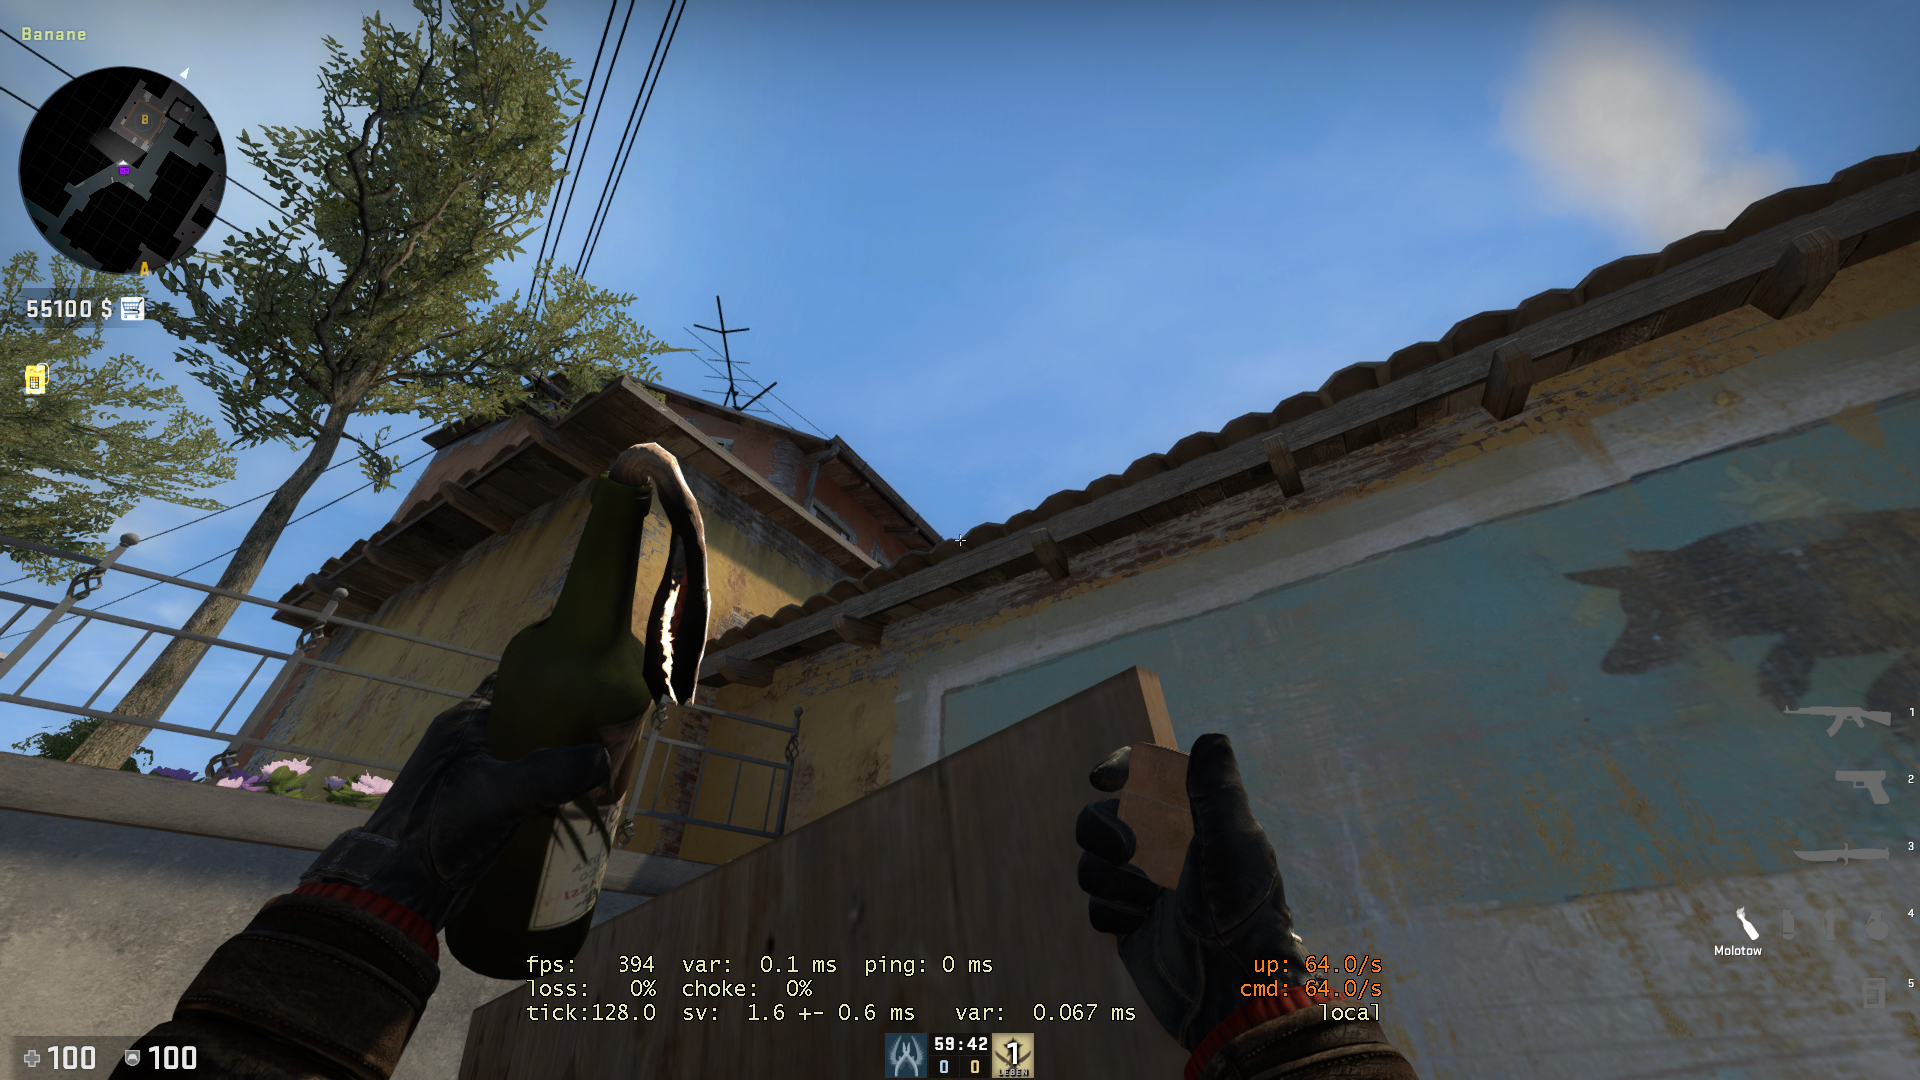 Banane
B
A
55100 $
1
2
3
4
Molotow
5
fps: 394 var: 0.1 ms ping: 0 ms
loss: 0% choke: 0%
tick:128.0 sv: 1.6 +- 0.6 ms var: 0.067 ms
up: 64.0/s
cmd: 64.0/s
local
100
100
59:42
0 0
1
LEBEN